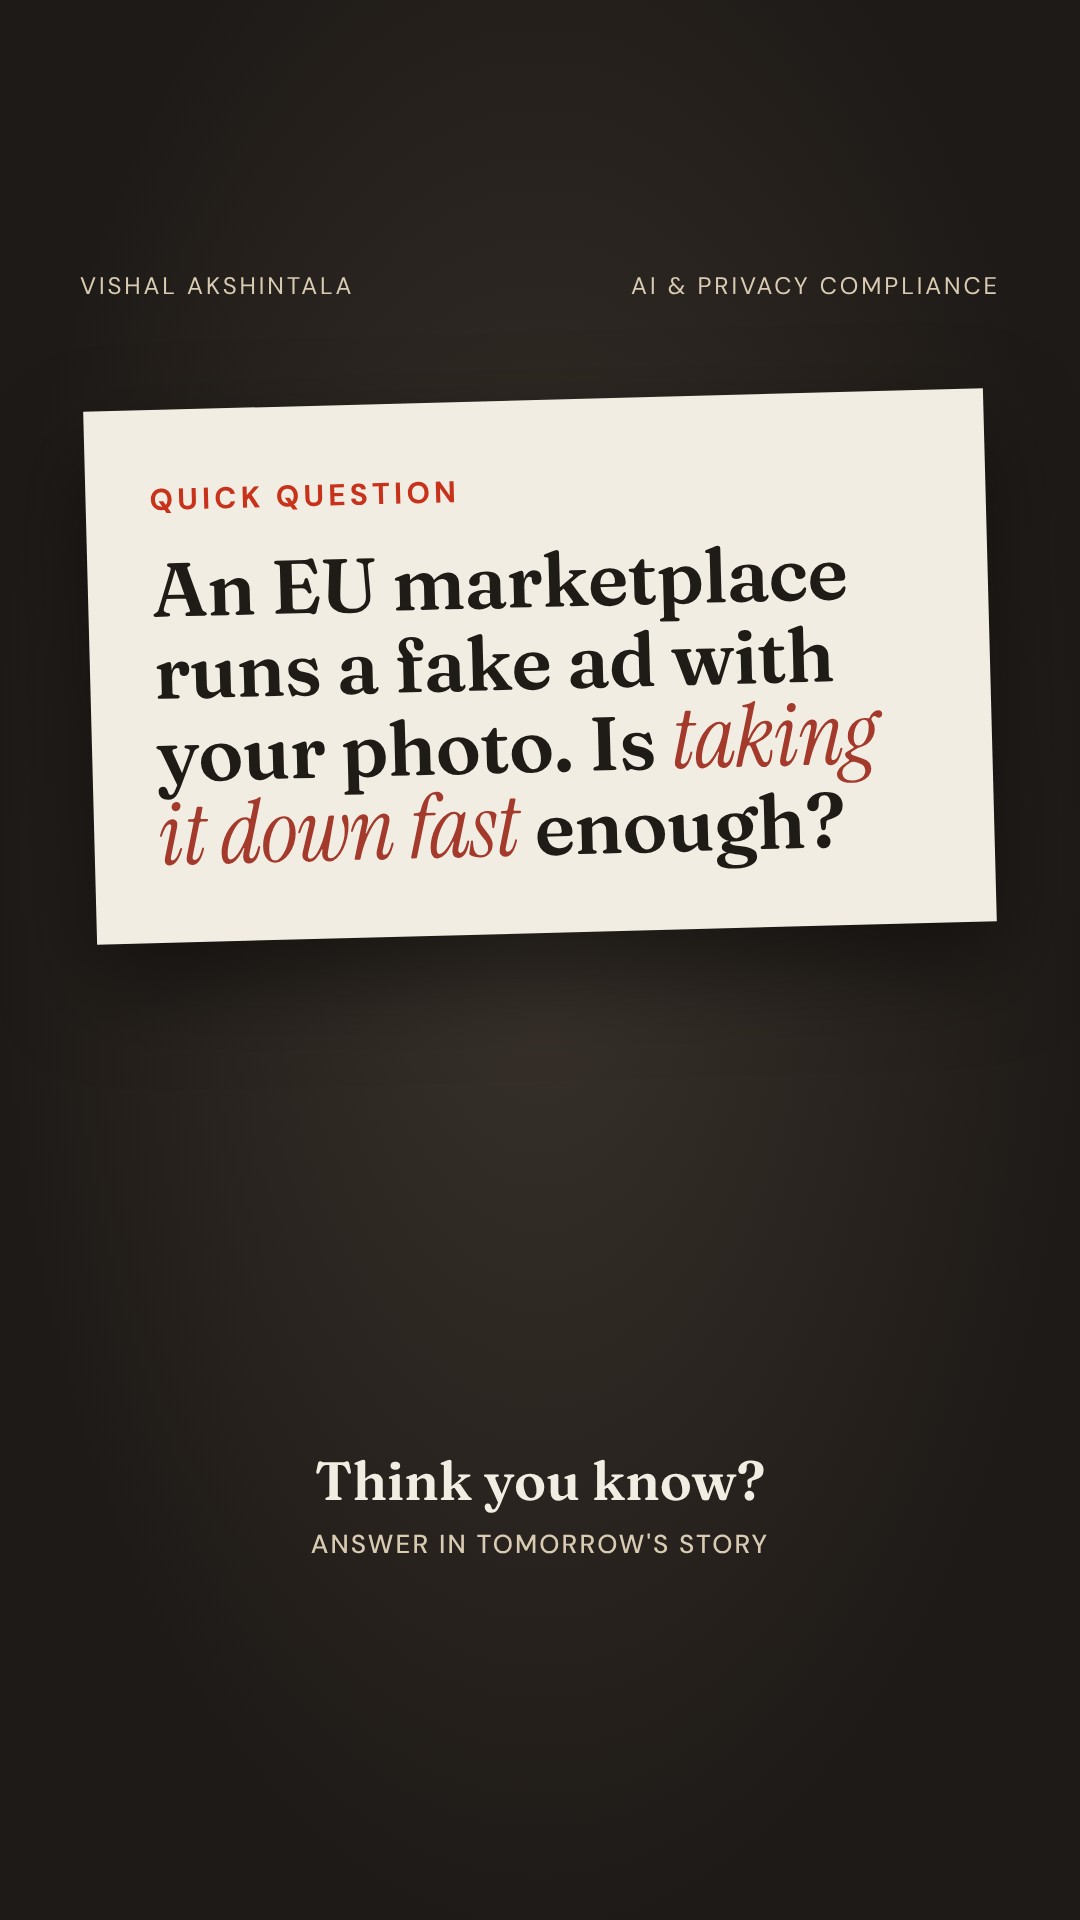 VISHAL AKSHINTALA
AI & PRIVACY COMPLIANCE
QUICK QUESTION
An EU marketplace
runs a fake ad with
your photo. Is taking
it down fast enough?
Think you know?
ANSWER IN TOMORROW'S STORY